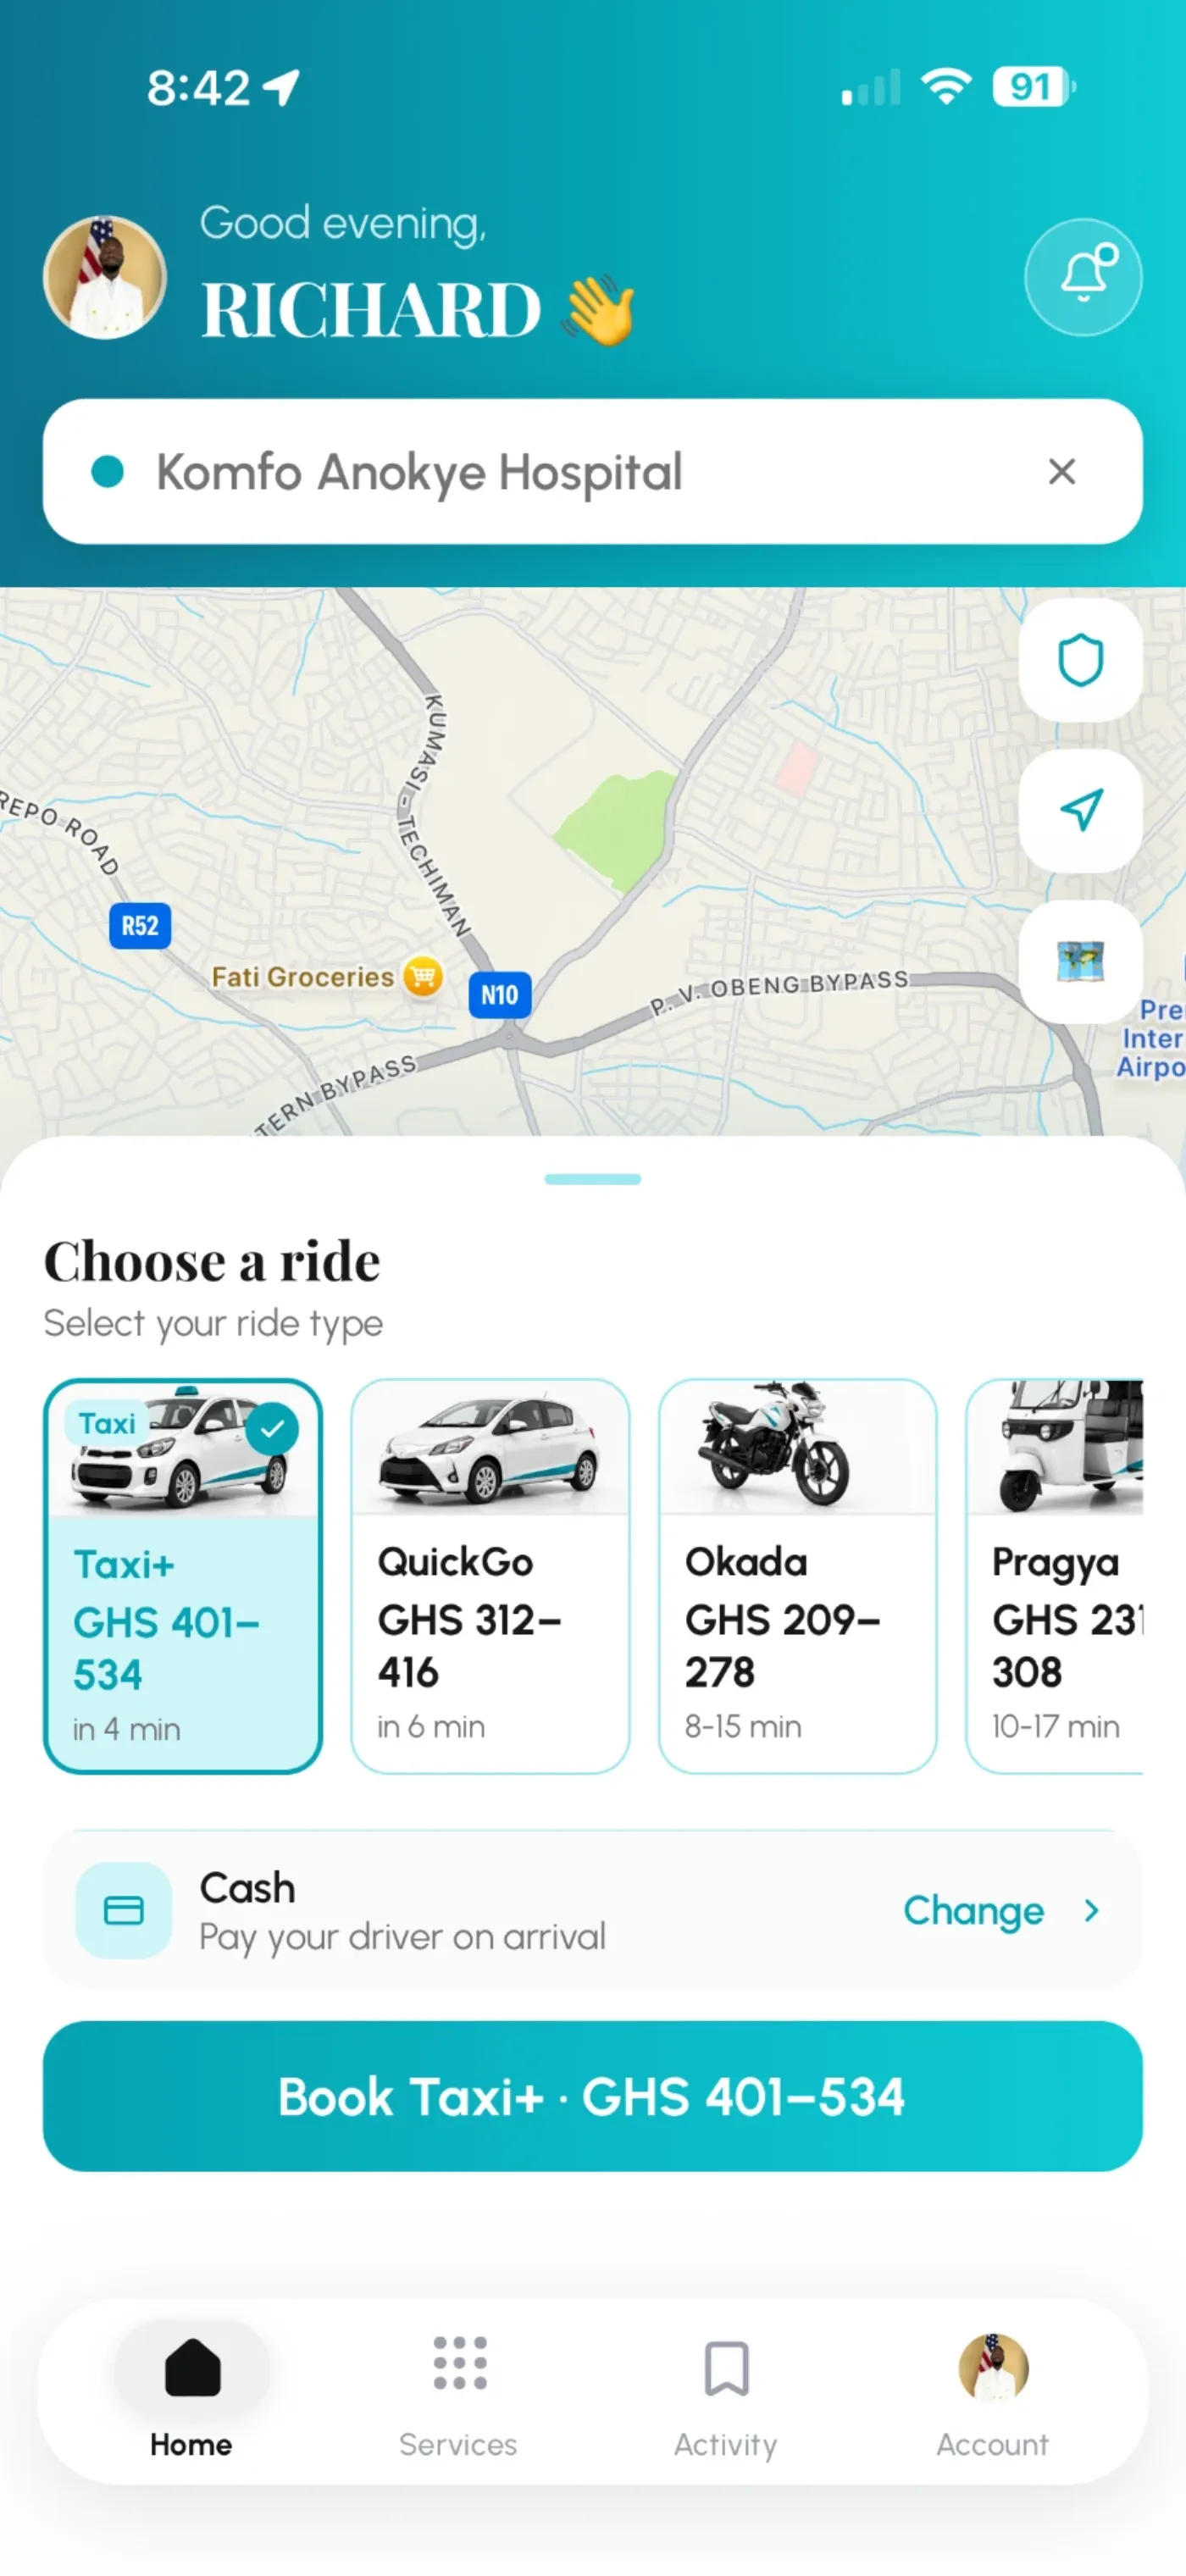 8:42
91
Good evening,
RICHARD 👋
Komfo Anokye Hospital
KUMASI - TECHMAN
REPO ROAD
R52
Fati Groceries
N10
P. V. OBENG BYPASS
TERN BYPASS
Pre
Inter
Airpo
Choose a ride
Select your ride type
Taxi
Taxi+
GHS 401–
534
in 4 min
QuickGo
GHS 312–
416
in 6 min
Okada
GHS 209–
278
8-15 min
Pragya
GHS 231
308
10-17 min
Cash
Pay your driver on arrival
Change
Book Taxi+ · GHS 401–534
Home
Services
Activity
Account